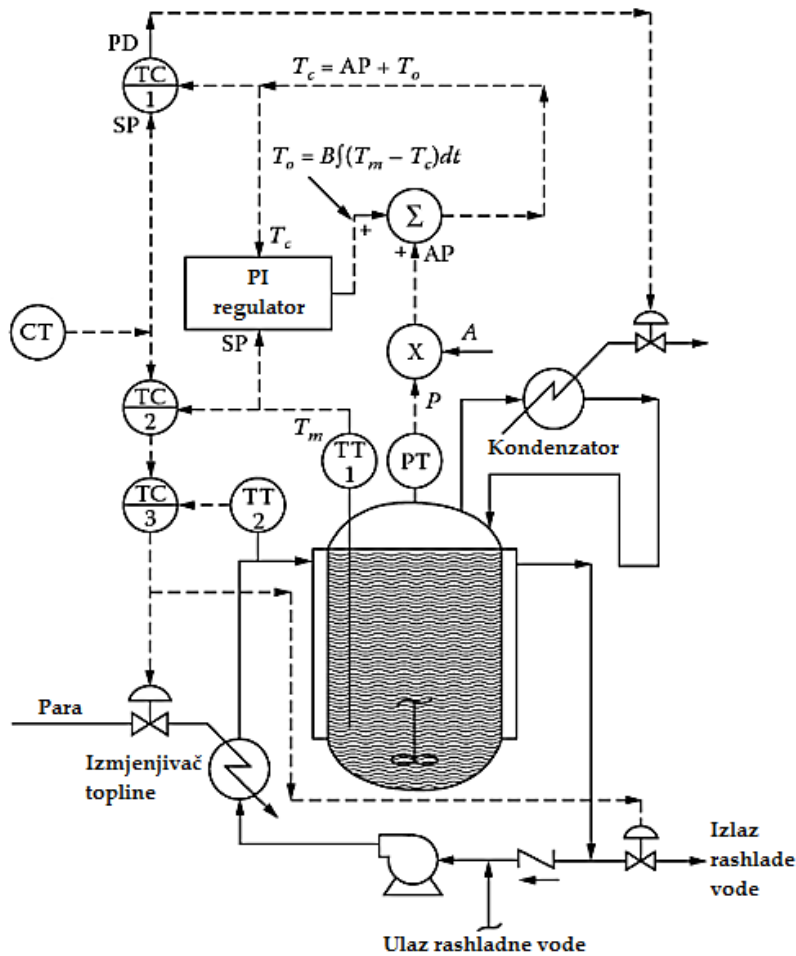 PD
TC
1
SP
T_c = AP + T_o
T_o = B∫(T_m − T_c)dt
Σ
+
+
AP
T_c
PI
regulator
SP
CT
X
A
P
TC
2
T_m
TT
1
PT
Kondenzator
TC
3
TT
2
Para
Izmjenjivač
topline
Izlaz
rashlade
vode
Ulaz rashladne vode